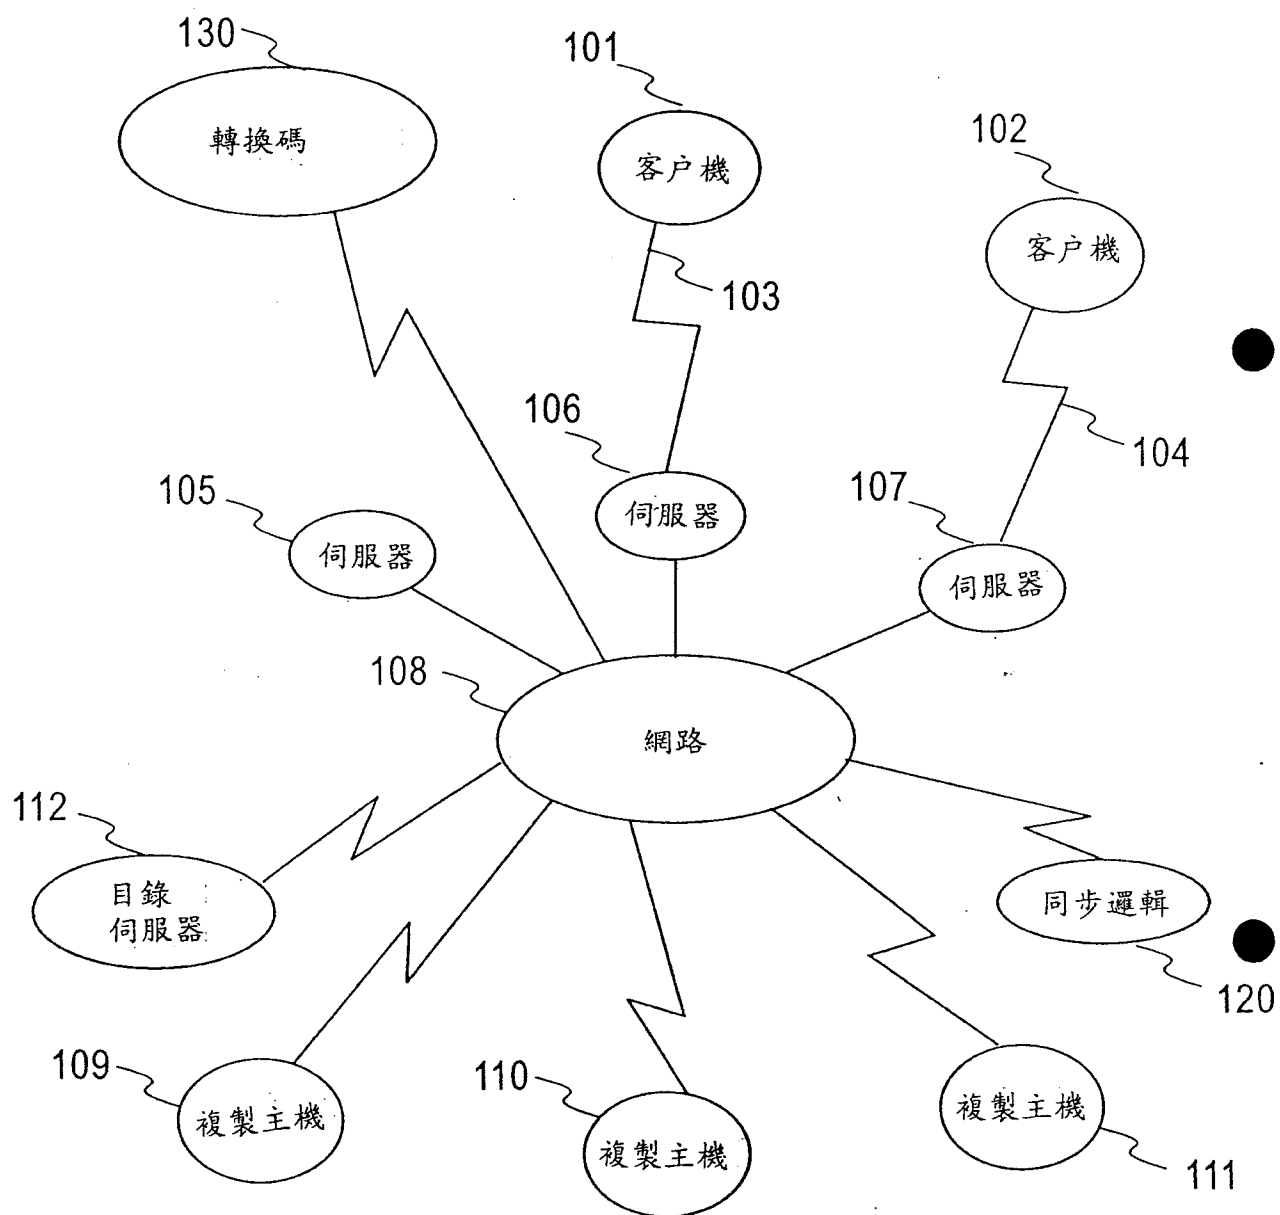 130
轉換碼
101
客户機
102
客户機
103
104
106
伺服器
105
伺服器
107
伺服器
108
網路
112
目錄
伺服器
同步邏輯
120
109
複製主機
110
複製主機
複製主機
111